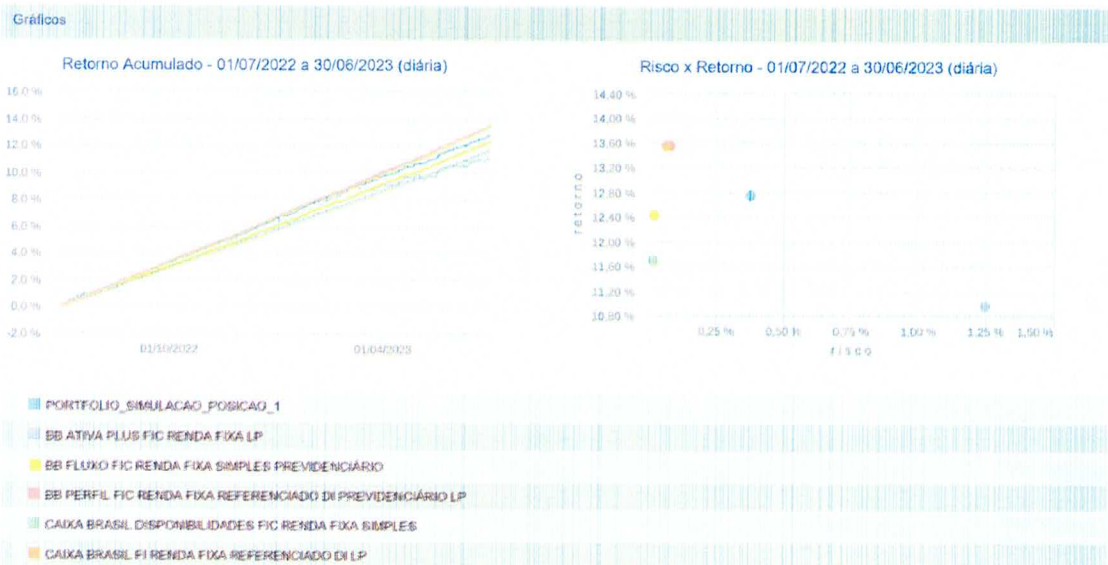 Gráficos
Retorno Acumulado - 01/07/2022 a 30/06/2023 (diária)
16.0 %
14.0 %
12.0 %
10.0 %
8.0 %
6.0 %
4.0 %
2.0 %
0.0 %
-2.0 %
01/10/2022
01/04/2023
Risco x Retorno - 01/07/2022 a 30/06/2023 (diária)
retorno
14,40 %
14,00 %
13,60 %
13,20 %
12,80 %
12,40 %
12,00 %
11,60 %
11,20 %
10,80 %
0,25 %
0,50 %
0,75 %
1,00 %
1,25 %
1,50 %
risco
PORTFOLIO_SIMULACAO_POSICAO_1
BB ATIVA PLUS FIC RENDA FIXA LP
BB FLUXO FIC RENDA FIXA SIMPLES PREVIDENCIÁRIO
BB PERFIL FIC RENDA FIXA REFERENCIADO DI PREVIDENCIÁRIO LP
CAIXA BRASIL DISPONIBILIDADES FIC RENDA FIXA SIMPLES
CAIXA BRASIL FI RENDA FIXA REFERENCIADO DI LP